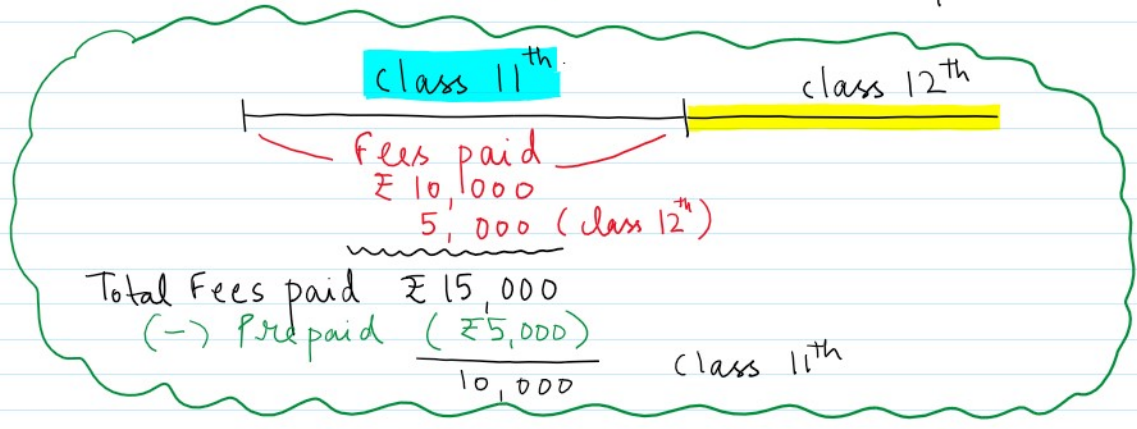 class 11th class 12th
Fees paid
₹ 10,000
5,000 (class 12th)
Total Fees paid ₹ 15,000
(-) Prepaid (₹5,000)
10,000 class 11th